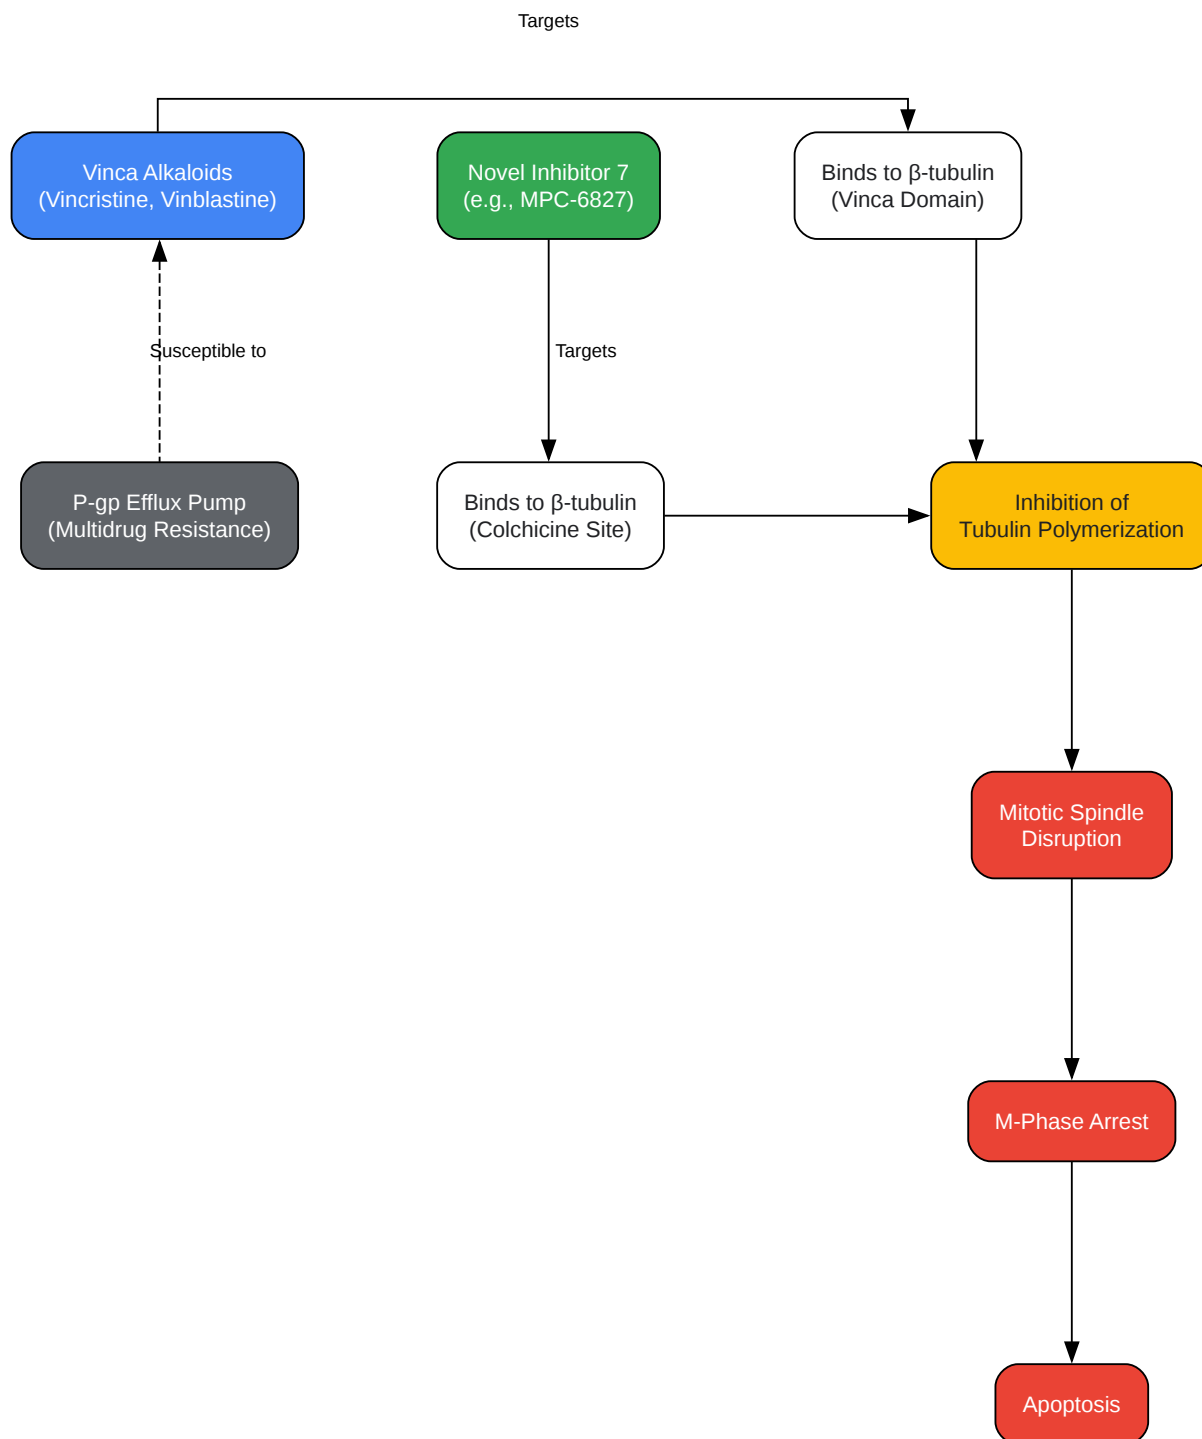 Targets
Vinca Alkaloids
(Vincristine, Vinblastine)
Novel Inhibitor 7
(e.g., MPC-6827)
Binds to β-tubulin
(Vinca Domain)
Susceptible to
Targets
P-gp Efflux Pump
(Multidrug Resistance)
Binds to β-tubulin
(Colchicine Site)
Inhibition of
Tubulin Polymerization
Mitotic Spindle
Disruption
M-Phase Arrest
Apoptosis